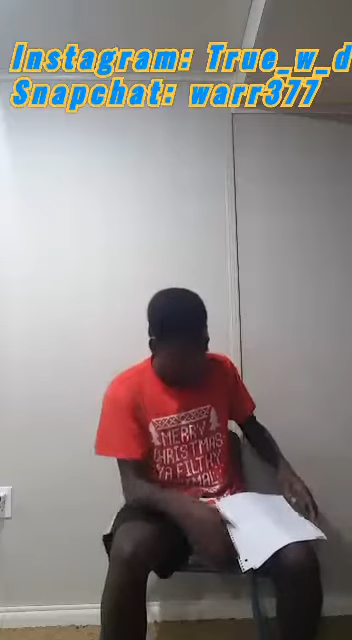 Instagram: True_w_d
Snapchat: warr377
MERRY
CHRISTMAS
YA FILTHY